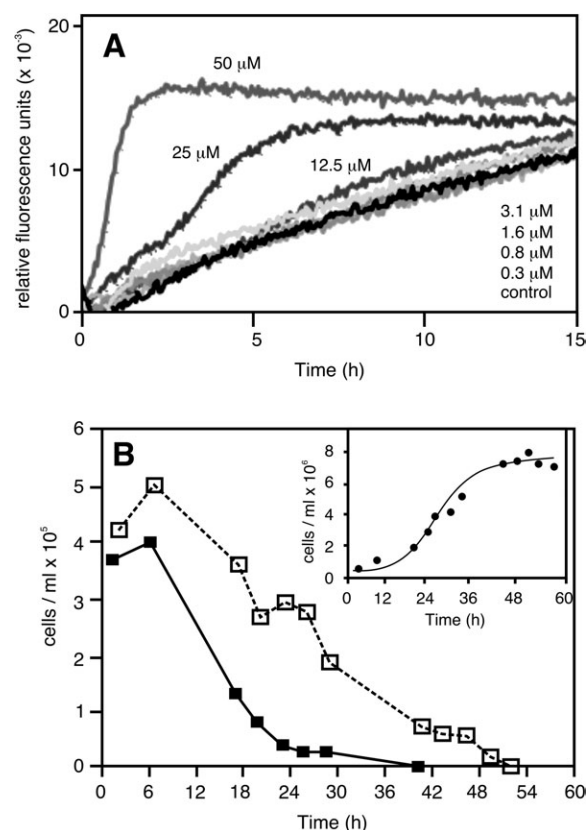 A
relative fluorescence units (x 10⁻³)
20
10
0
50 µM
25 µM
12.5 µM
3.1 µM
1.6 µM
0.8 µM
0.3 µM
control
0 5 10 15
Time (h)
B
cells / ml x 10⁵
6
5
4
3
2
1
0
0 6 12 18 24 29 36 42 48 54 60
Time (h)
cells / ml x 10⁶
8
6
4
2
0
0 12 24 36 48 60
Time (h)